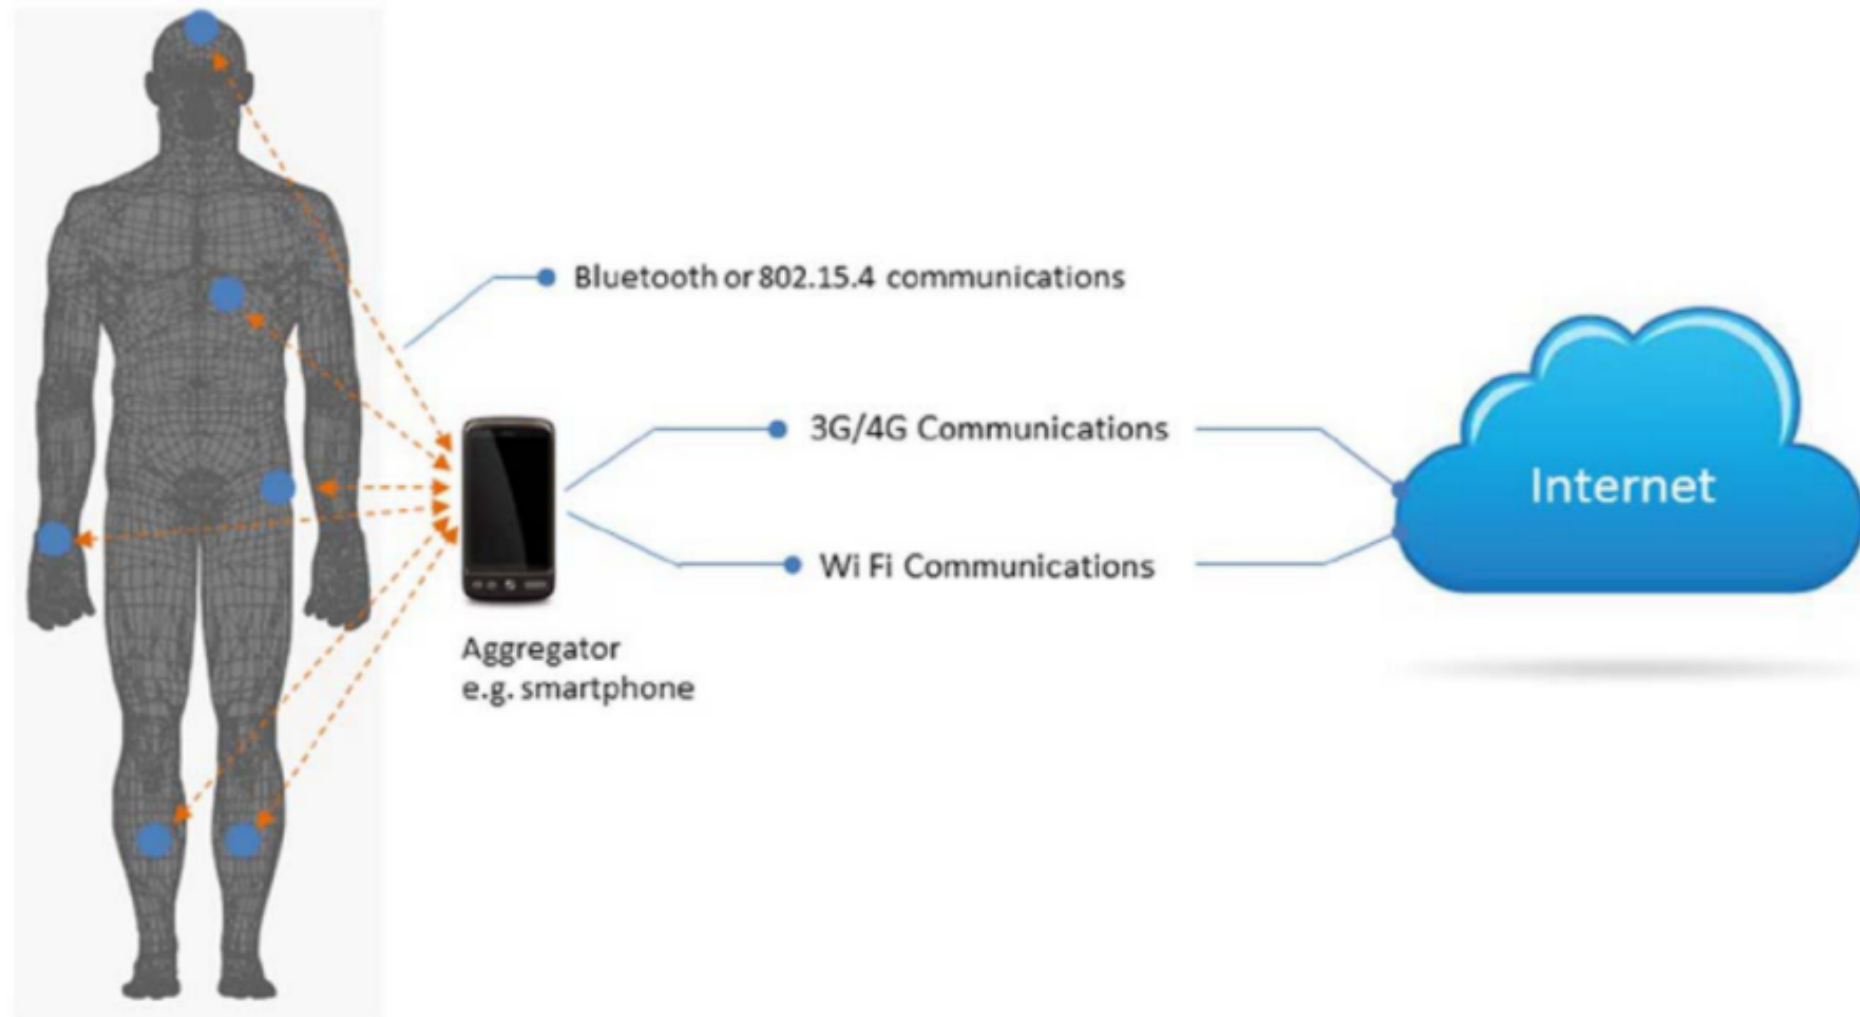 Bluetooth or 802.15.4 communications
3G/4G Communications
Internet
Wi Fi Communications
Aggregator
e.g. smartphone